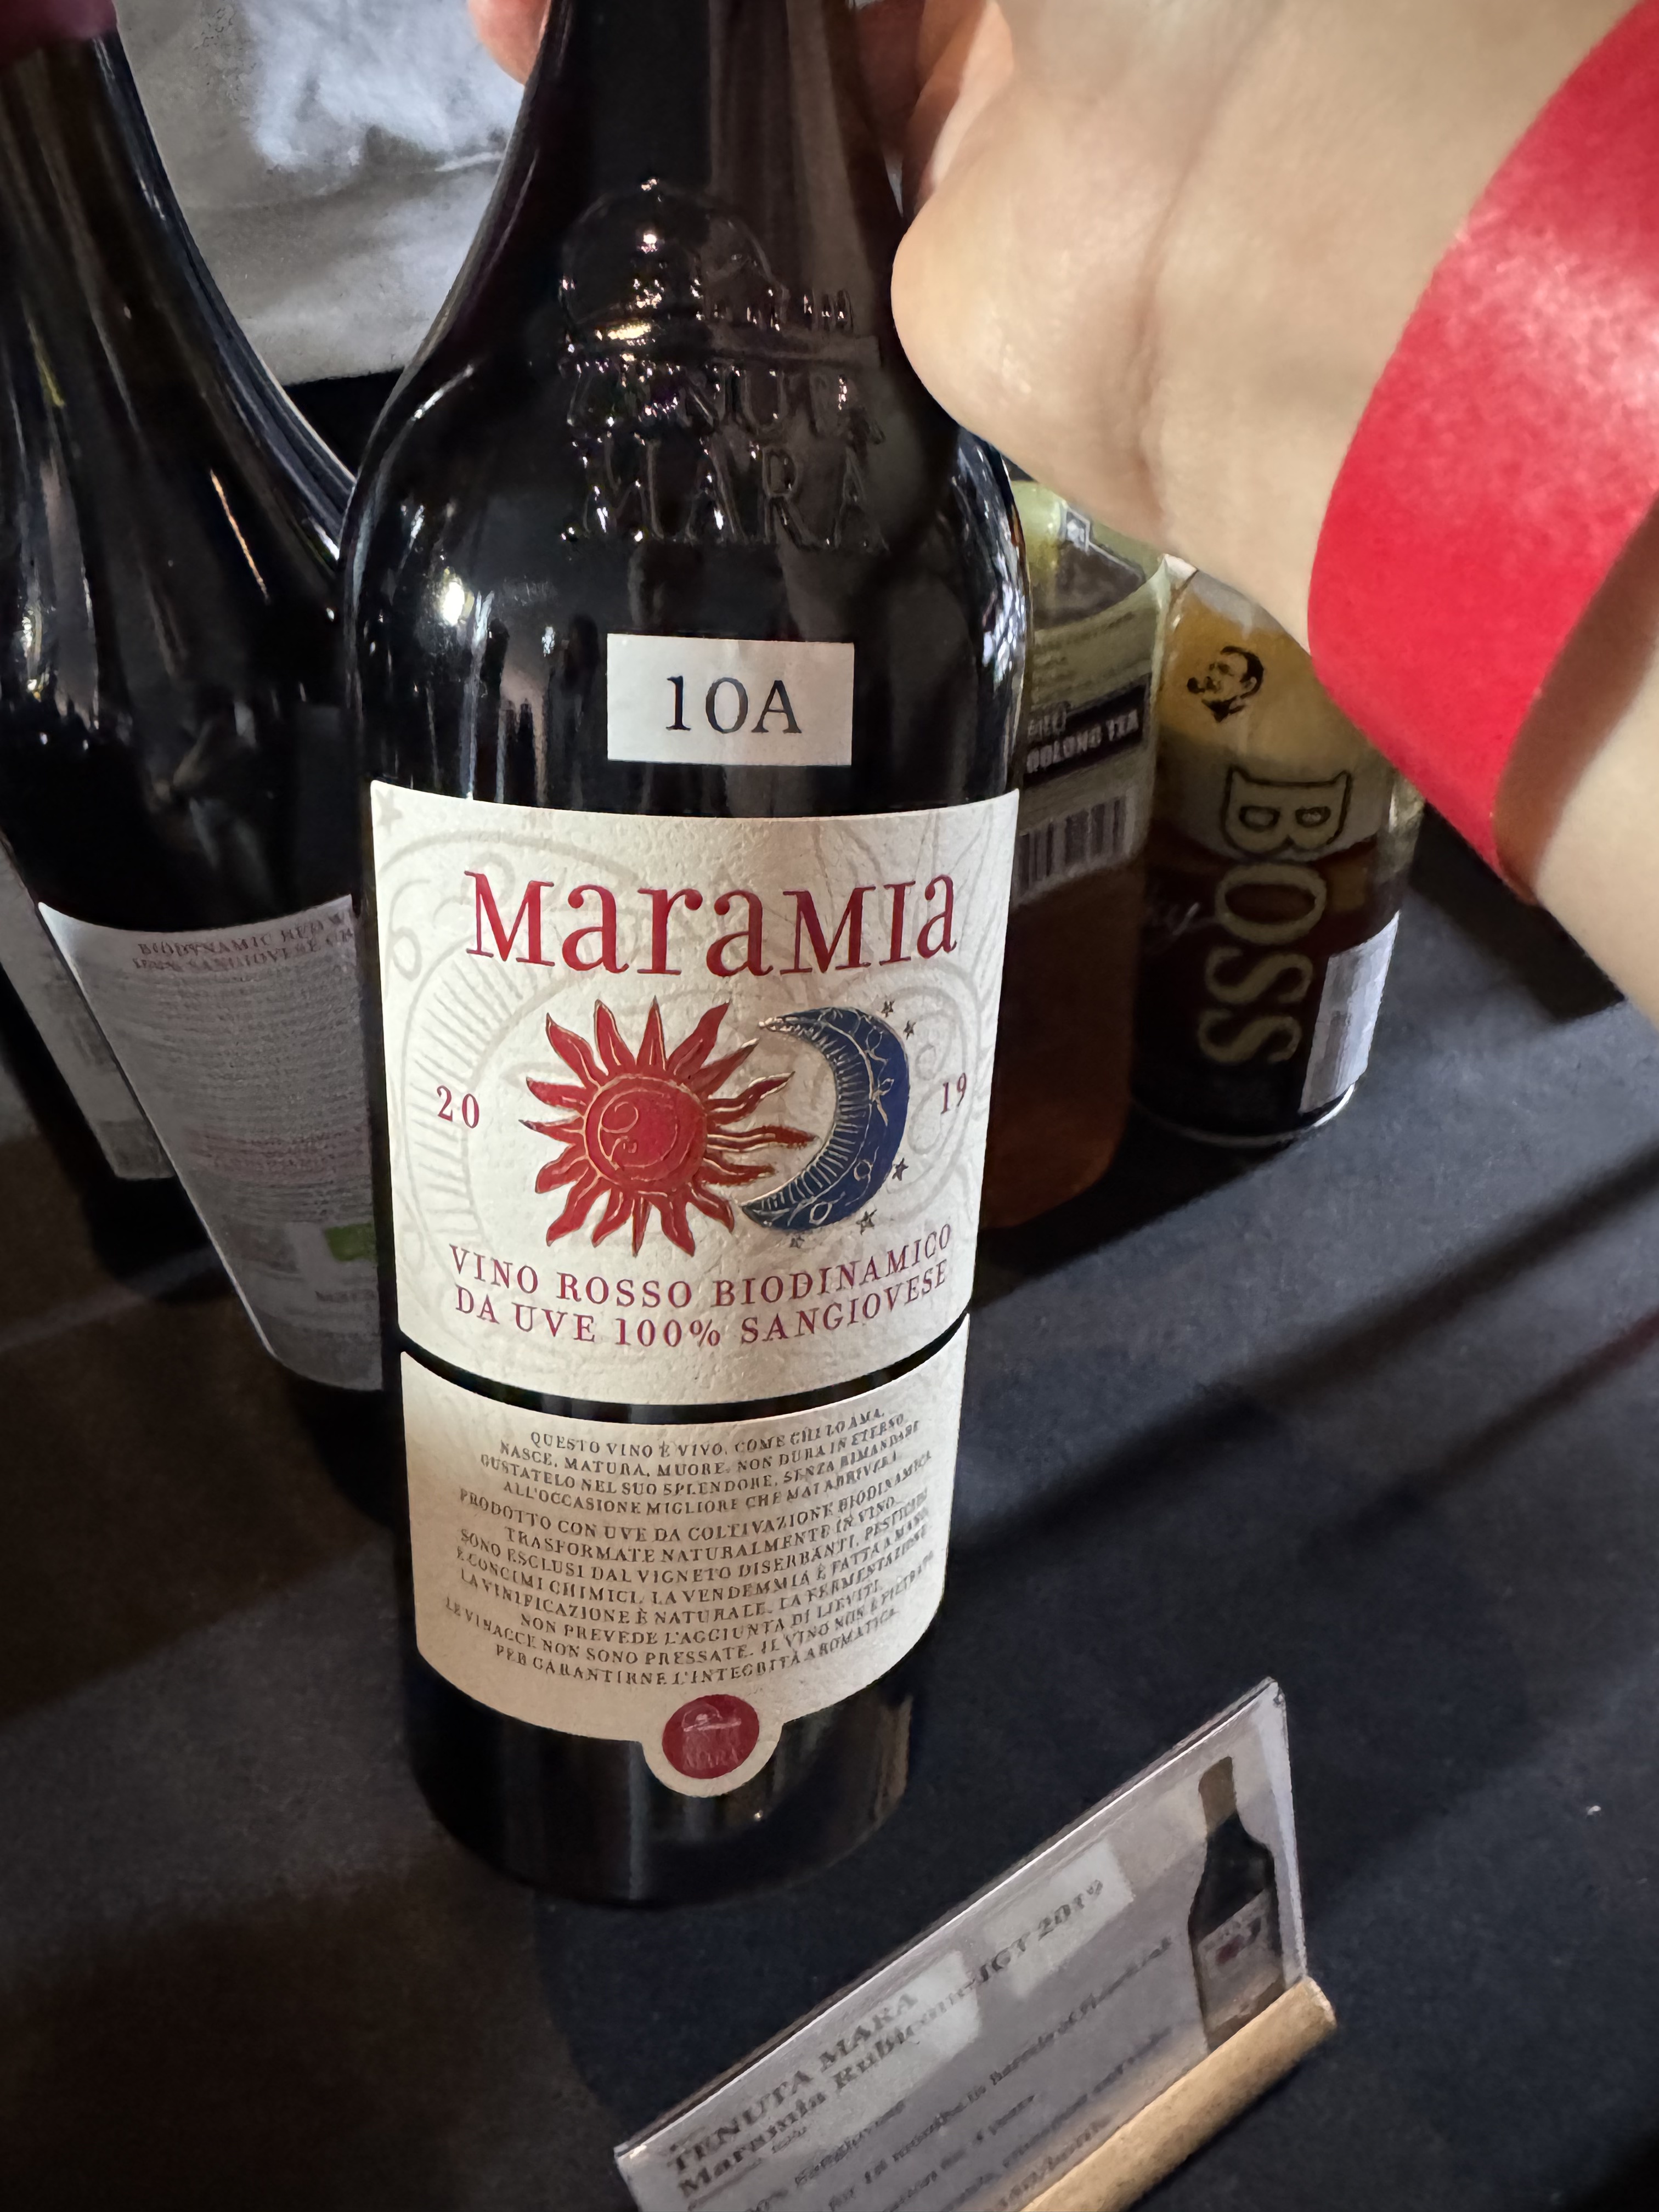 TENUTA
MARA
10A
MaraMIa
20 19
VINO ROSSO BIODINAMICO
DA UVE 100% SANGIOVESE
QUESTO VINO È VIVO, COME CHI LO AMA.
NASCE, MATURA, MUORE. NON DURA IN ETERNO.
GUSTATELO NEL SUO SPLENDORE, SENZA RIMANDARE
ALL'OCCASIONE MIGLIORE CHE MAI ARRIVERÀ.
PRODOTTO CON UVE DA COLTIVAZIONE BIODINAMICA
TRASFORMATE NATURALMENTE IN VINO.
SONO ESCLUSI DAL VIGNETO DISERBANTI, PESTICIDI
E CONCIMI CHIMICI. LA VENDEMMIA È FATTA A MANO.
LA VINIFICAZIONE È NATURALE. LA FERMENTAZIONE
NON PREVEDE L'AGGIUNTA DI LIEVITI.
LE VINACCE NON SONO PRESSATE. IL VINO NON È FILTRATO
PER GARANTIRNE L'INTEGRITÀ AROMATICA.
MARA
BIODYNAMIC RED
100% SANGIOVESE
OOLONG TEA
BOSS
TENUTA MARA
Maramia Rubicone IGT 2019